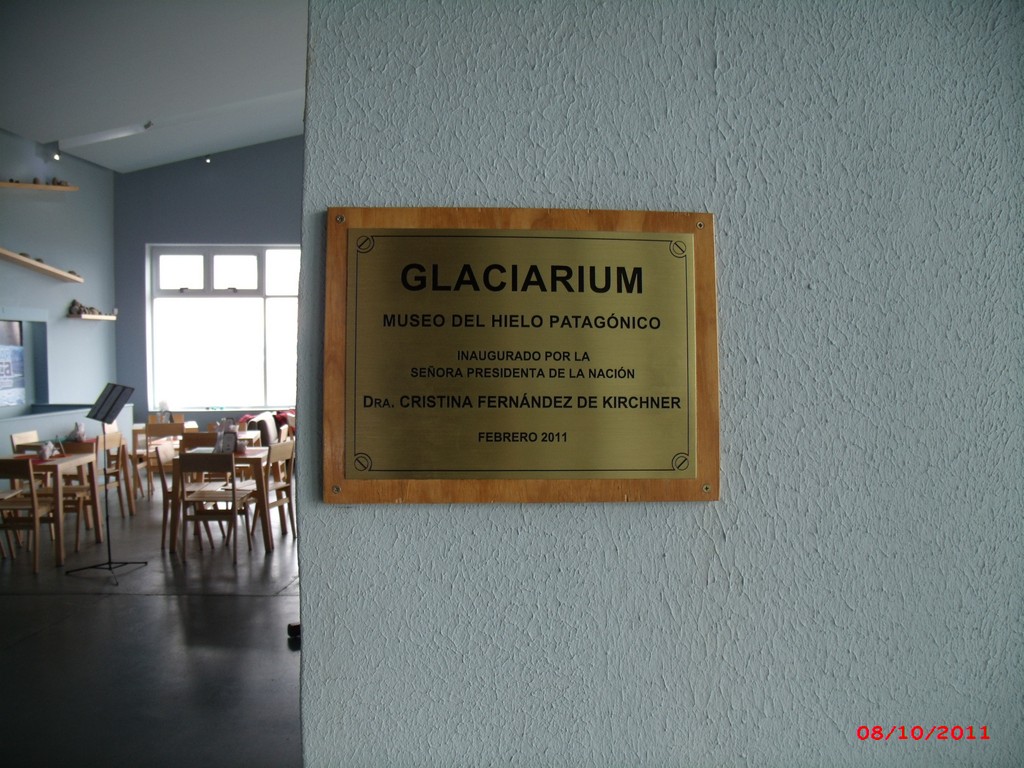 GLACIARIUM
MUSEO DEL HIELO PATAGÓNICO
INAUGURADO POR LA
SEÑORA PRESIDENTA DE LA NACIÓN
DRA. CRISTINA FERNÁNDEZ DE KIRCHNER
FEBRERO 2011
08/10/2011